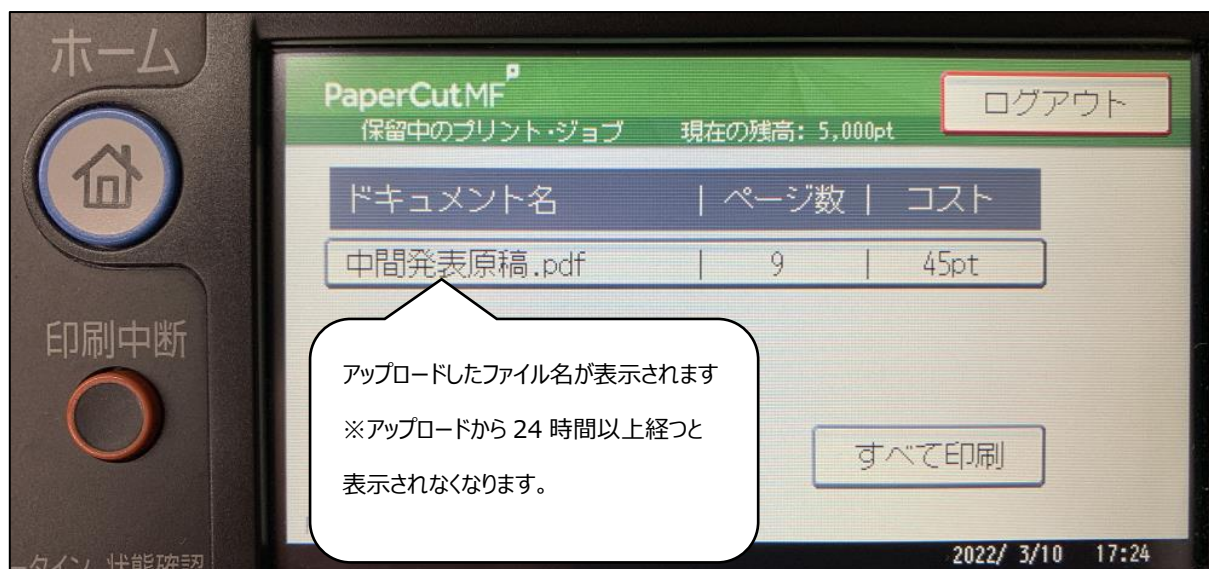 ホーム
PaperCutMF
ログアウト
保留中のプリント・ジョブ 現在の残高: 5,000pt
ドキュメント名 | ページ数 | コスト
中間発表原稿.pdf | 9 | 45pt
印刷中断
アップロードしたファイル名が表示されます
※アップロードから 24 時間以上経つと
表示されなくなります。
すべて印刷
状態確認
2022/ 3/10 17:24